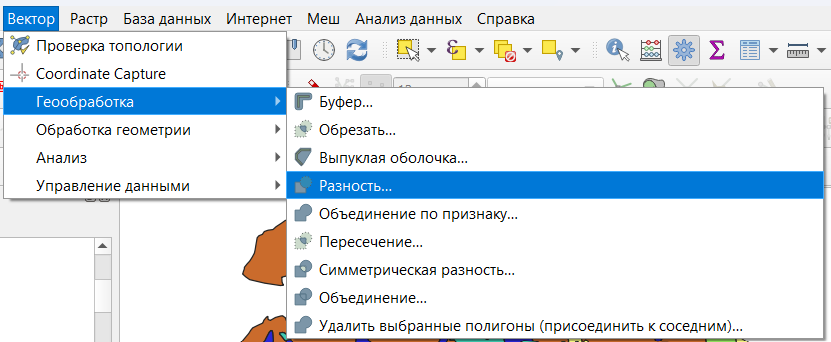 Вектор Растр База данных Интернет Меш Анализ данных Справка
Проверка топологии
Coordinate Capture
Геообработка
Обработка геометрии
Анализ
Управление данными
Буфер...
Обрезать...
Выпуклая оболочка...
Разность...
Объединение по признаку...
Пересечение...
Симметрическая разность...
Объединение...
Удалить выбранные полигоны (присоединить к соседним)...